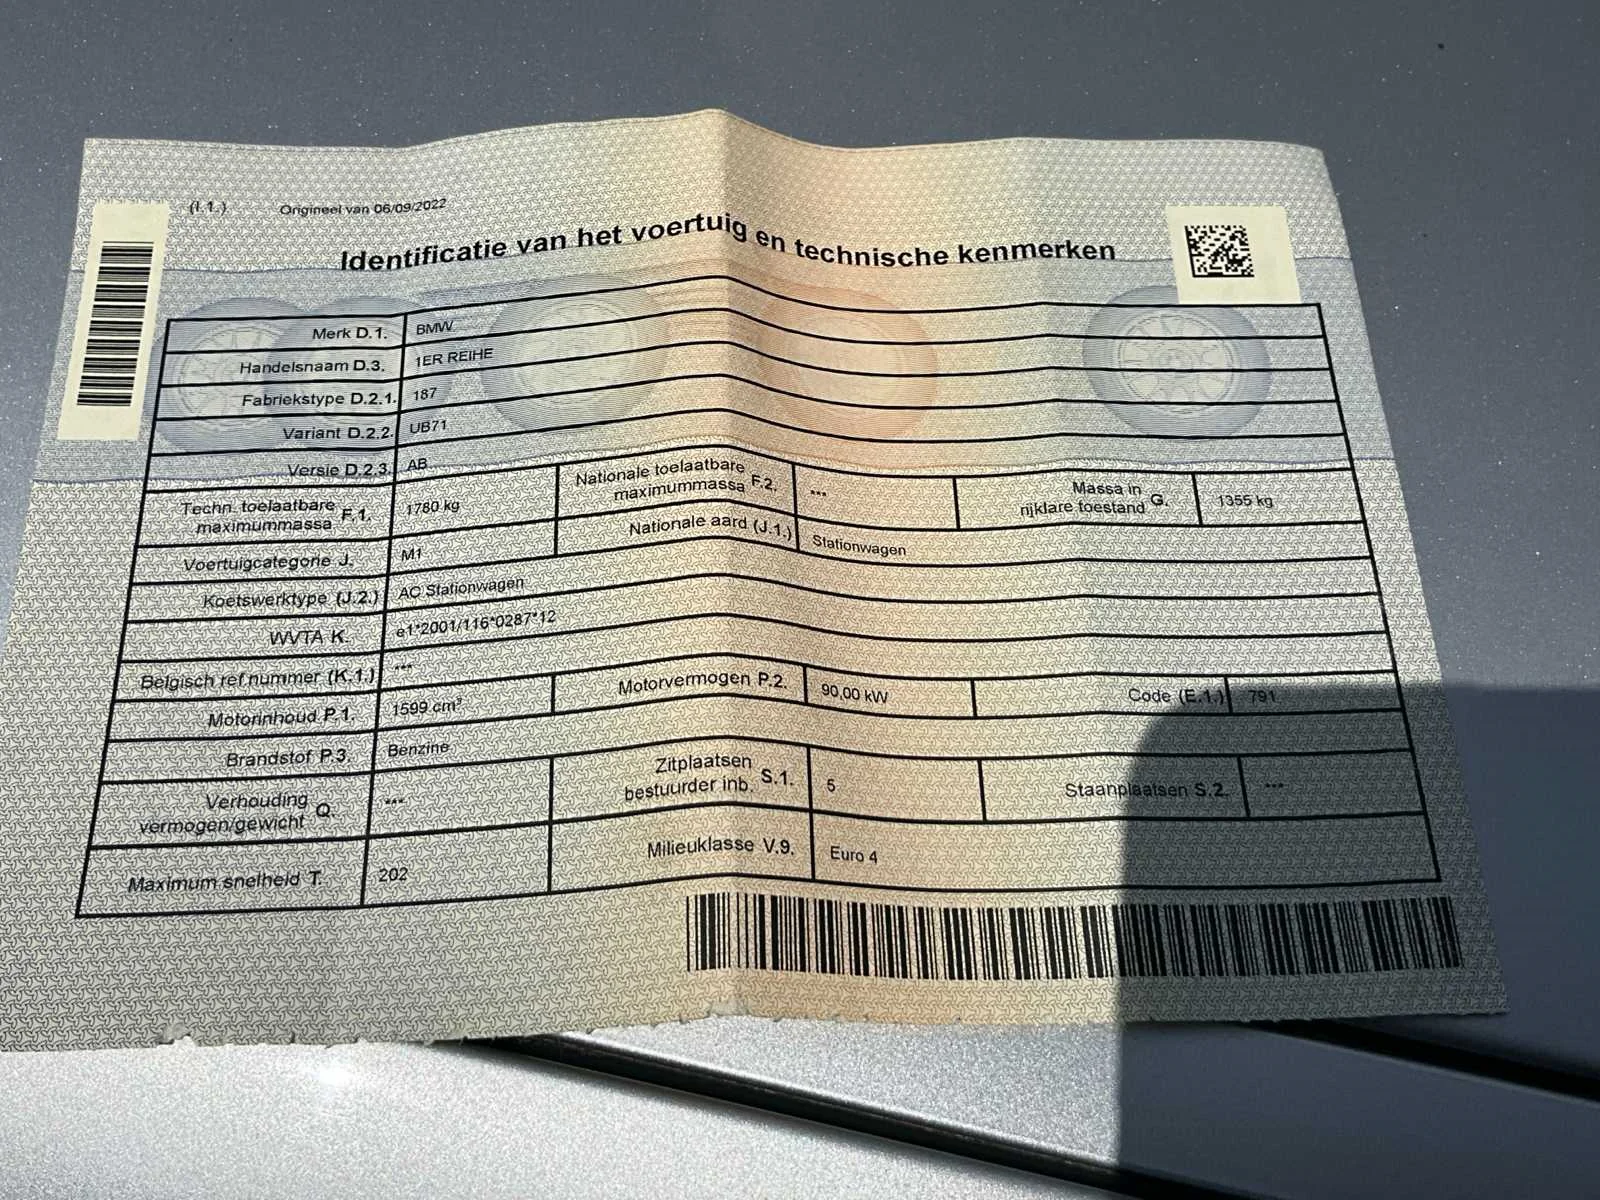 (I.1.) Origineel van 06/09/2022
Identificatie van het voertuig en technische kenmerken
Merk D.1. BMW
Handelsnaam D.3. 1ER REIHE
Fabriekstype D.2.1. 187
Variant D.2.2. UB71
Versie D.2.3. AB
Techn. toelaatbare maximummassa F.1. 1780 kg Nationale toelaatbare maximummassa F.2. *** Massa in rijklare toestand G. 1355 kg
Voertuigcategorie J. M1 Nationale aard (J.1.) Stationwagen
Koetswerktype (J.2.) AC Stationwagen
WVTA K. e1*2001/116*0287*12
Belgisch ref.nummer (K.1.) ***
Motorinhoud P.1. 1599 cm³ Motorvermogen P.2. 90,00 kW Code (E.1.) 791
Brandstof P.3. Benzine
Verhouding vermogen/gewicht Q. *** Zitplaatsen bestuurder inb. S.1. 5 Staanplaatsen S.2. ***
Maximum snelheid T. 202 Milieuklasse V.9. Euro 4